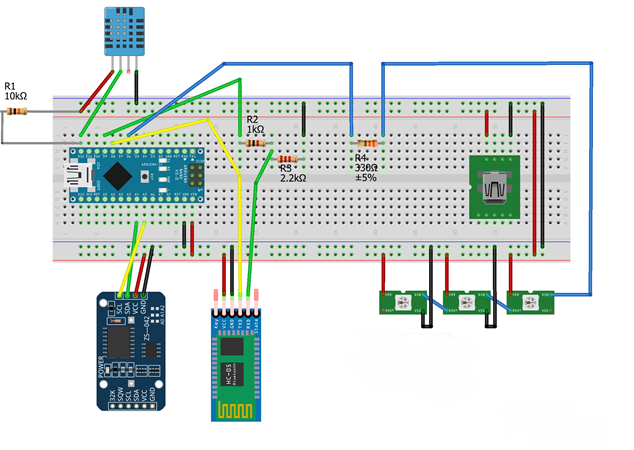 R1
10kΩ
R2
1kΩ
R3
2.2kΩ
R4
330Ω
±5%
SCL
SDA
VCC
GND
ZS-042
POWER
32K
SQW
SCL
SDA
VCC
GND
Key
VCC
GND
TXD
RXD
State
HC-05
Bluetooth